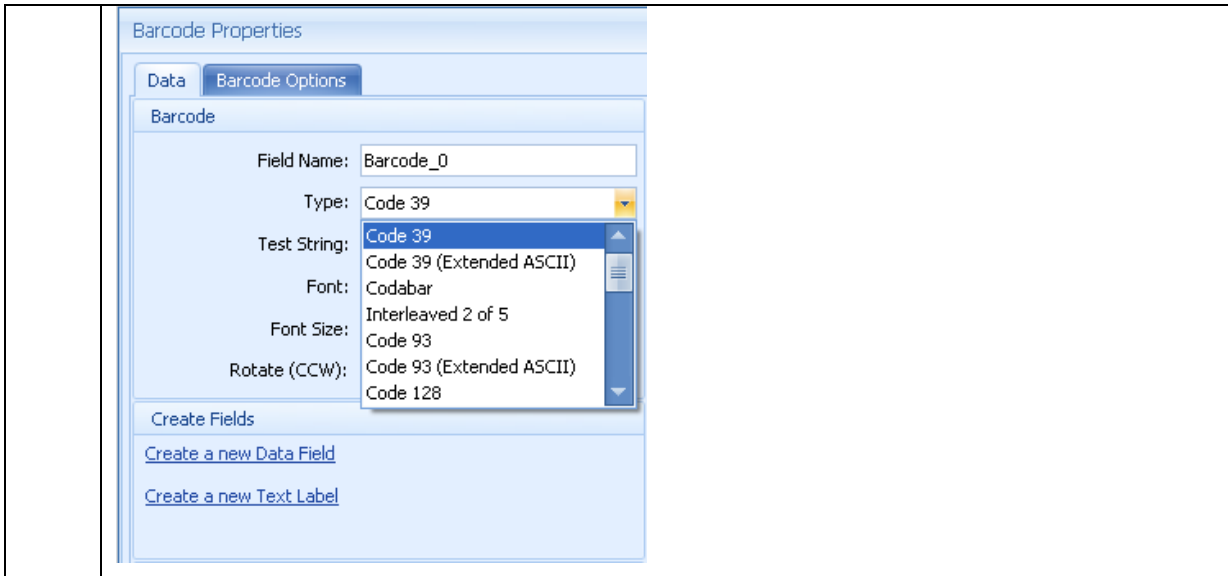 Barcode Properties
Data Barcode Options
Barcode
Field Name: Barcode_0
Type: Code 39
Test String:
Code 39
Code 39 (Extended ASCII)
Font:
Codabar
Interleaved 2 of 5
Font Size:
Code 93
Rotate (CCW):
Code 93 (Extended ASCII)
Code 128
Create Fields
Create a new Data Field
Create a new Text Label